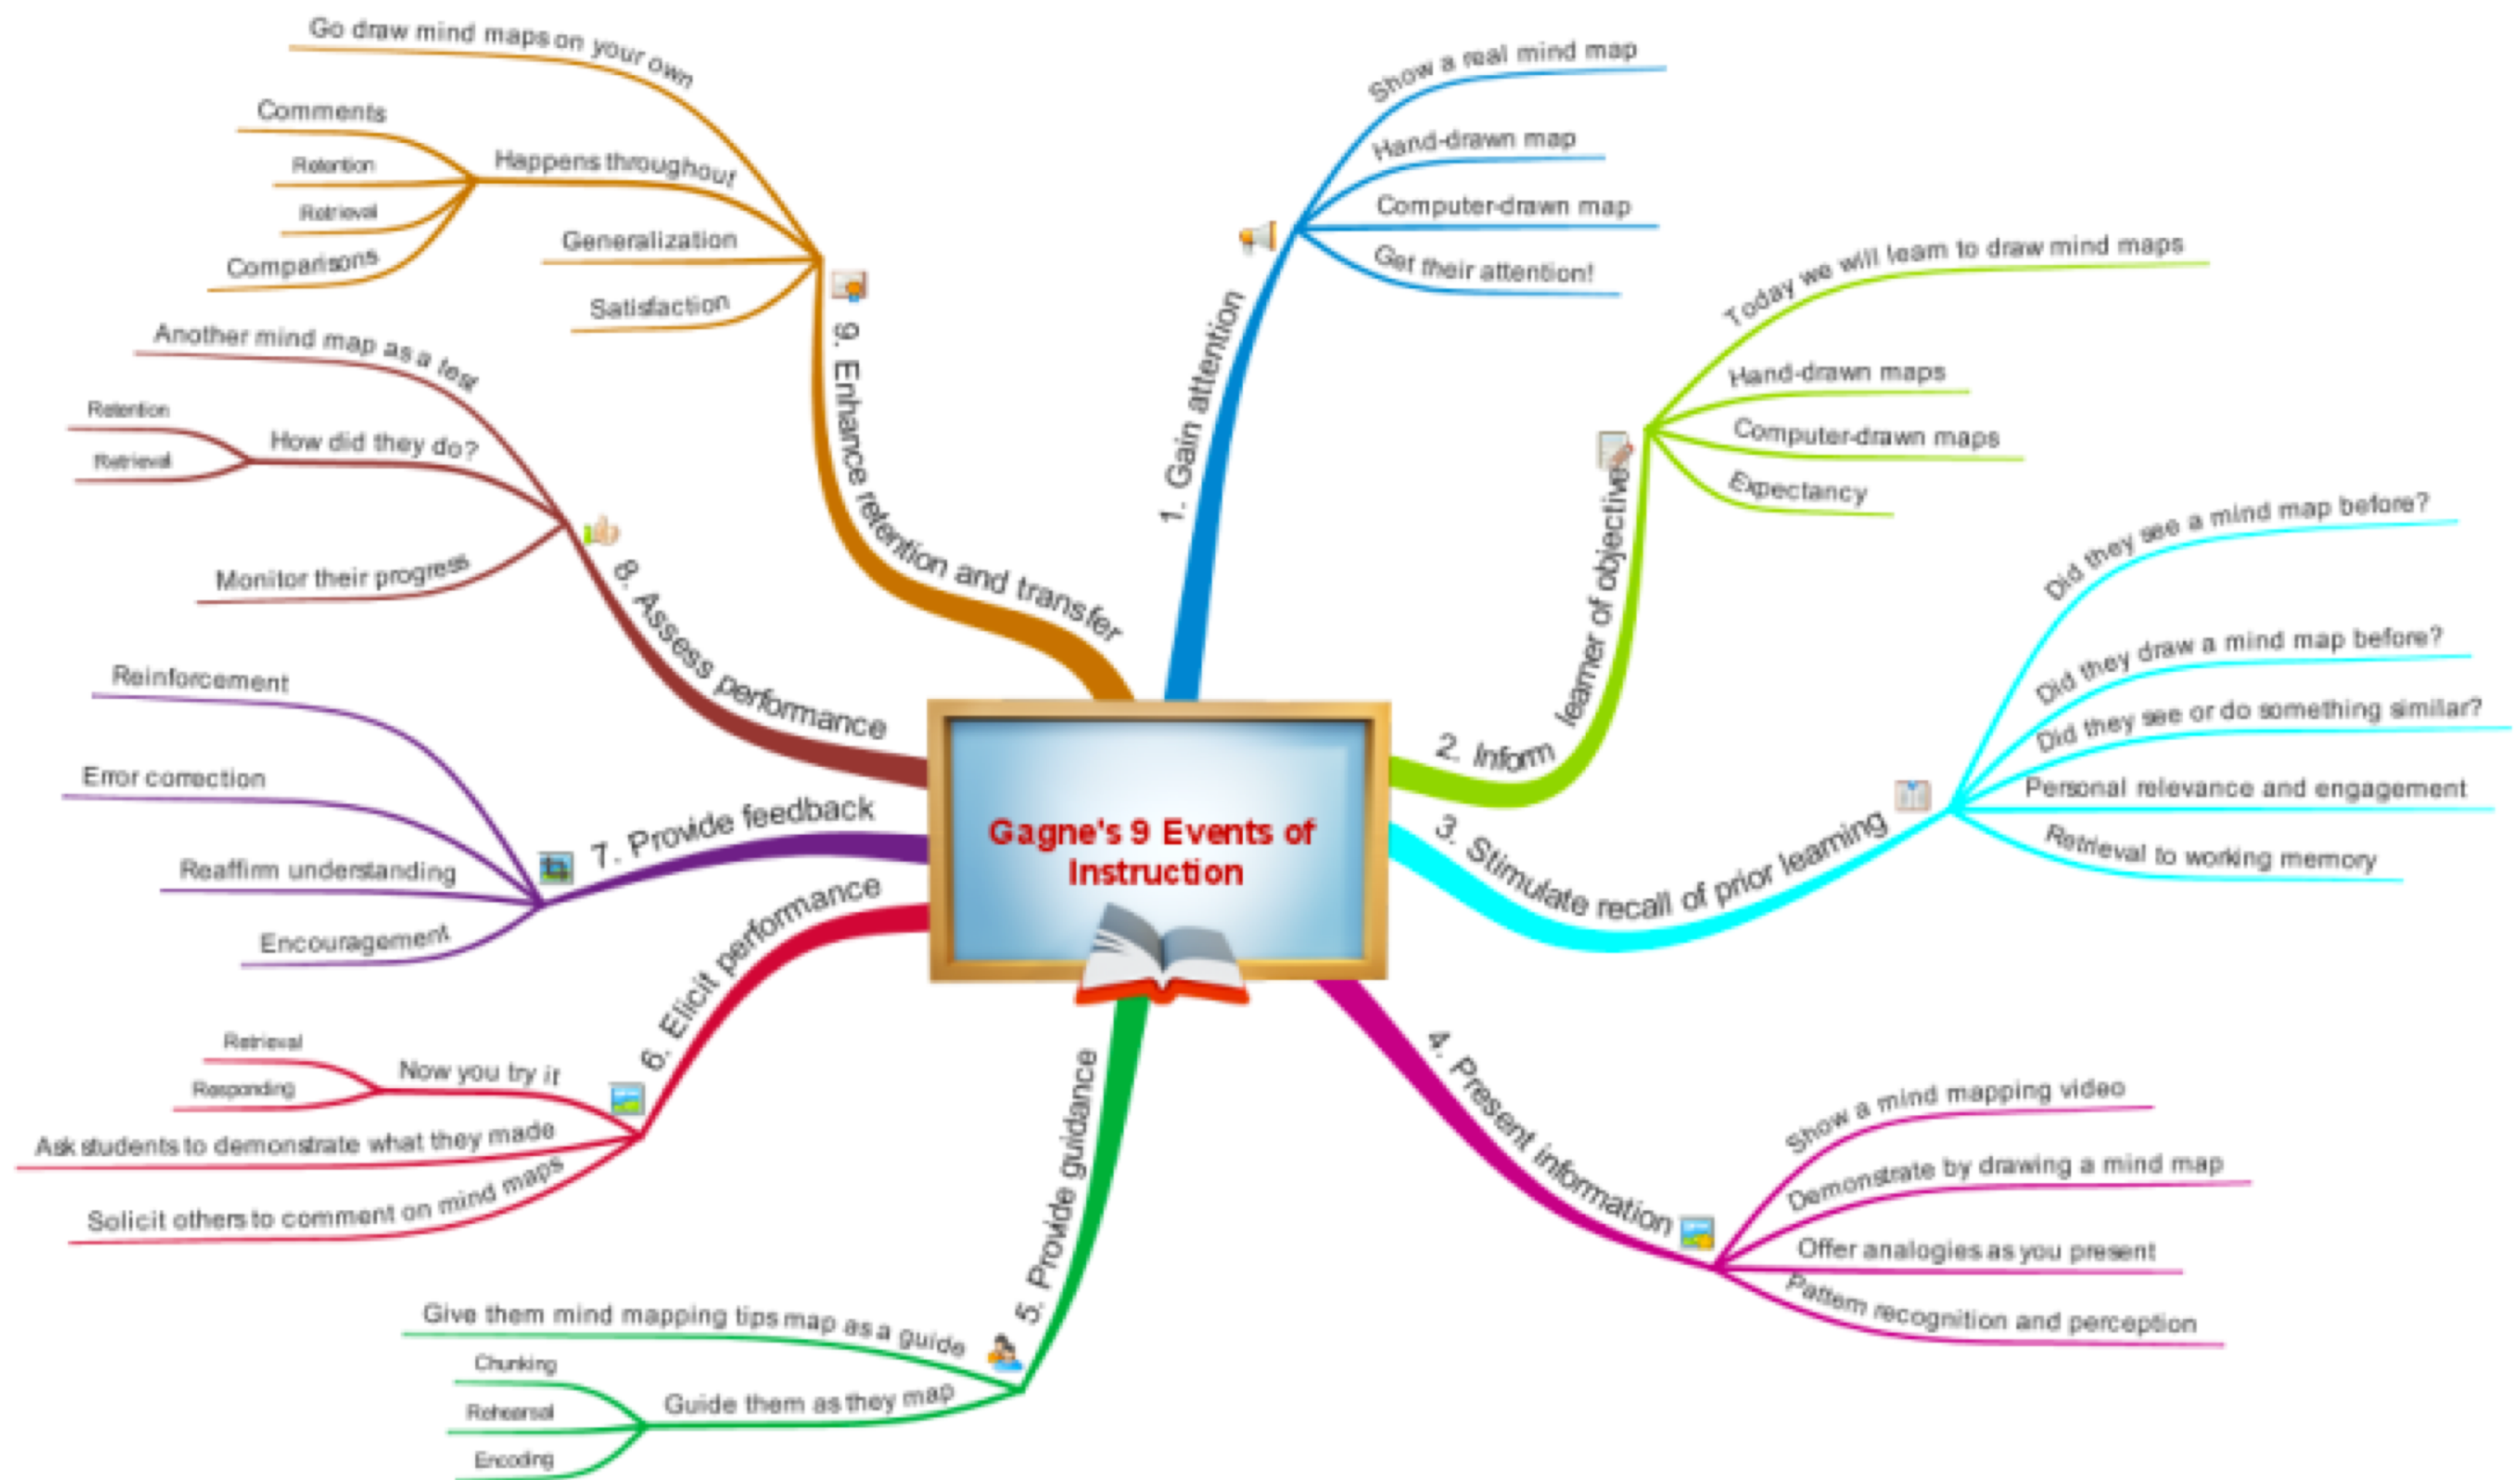 Gagne's 9 Events of
Instruction
1. Gain attention
Show a real mind map
Hand-drawn map
Computer-drawn map
Get their attention!
2. Inform learner of objective
Today we will learn to draw mind maps
Hand-drawn maps
Computer-drawn maps
Expectancy
3. Stimulate recall of prior learning
Did they see a mind map before?
Did they draw a mind map before?
Did they see or do something similar?
Personal relevance and engagement
Retrieval to working memory
4. Present information
Show a mind mapping video
Demonstrate by drawing a mind map
Offer analogies as you present
Pattern recognition and perception
5. Provide guidance
Give them mind mapping tips map as a guide
Guide them as they map
Chunking
Rehearsal
Encoding
6. Elicit performance
Now you try it
Retrieval
Responding
Ask students to demonstrate what they made
Solicit others to comment on mind maps
7. Provide feedback
Reinforcement
Error correction
Reaffirm understanding
Encouragement
8. Assess performance
Another mind map as a test
How did they do?
Retention
Retrieval
Monitor their progress
9. Enhance retention and transfer
Go draw mind maps on your own
Happens throughout
Comments
Retention
Retrieval
Comparisons
Generalization
Satisfaction